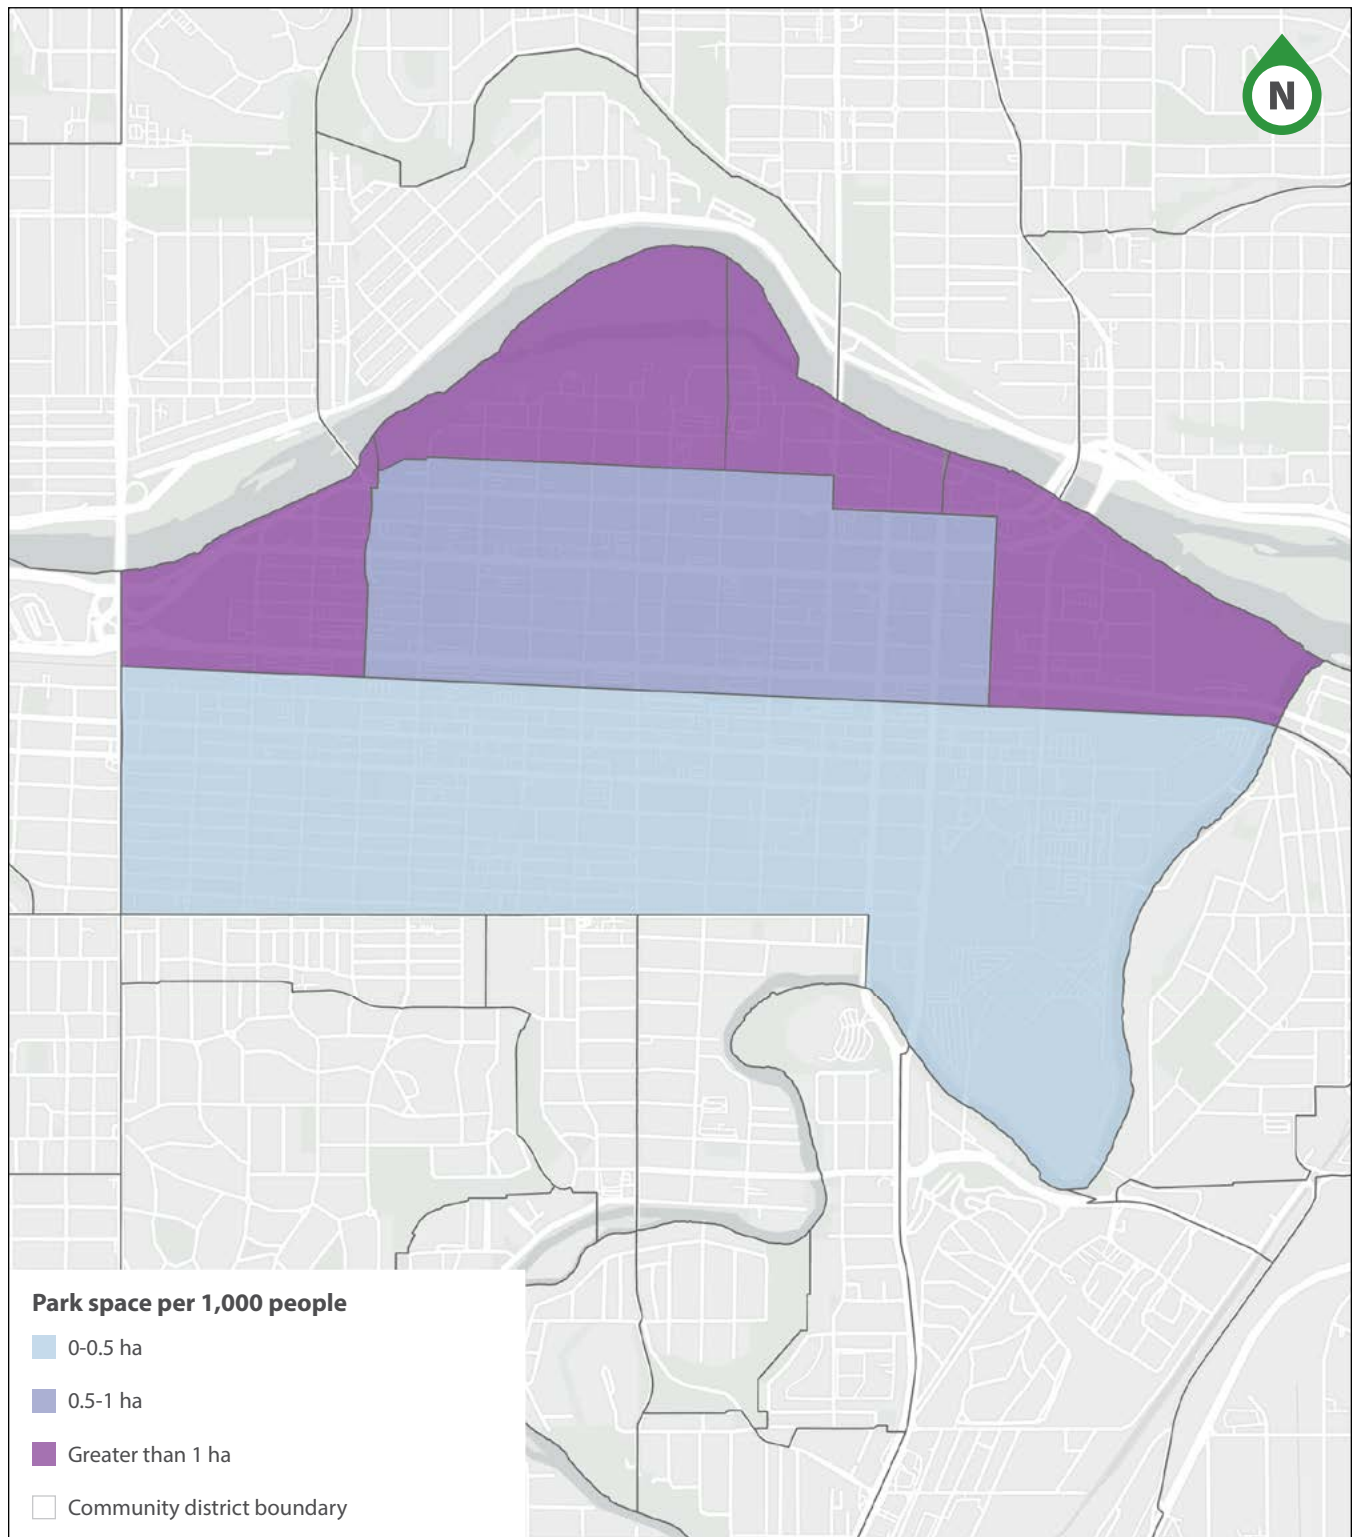 N
Park space per 1,000 people
0-0.5 ha
0.5-1 ha
Greater than 1 ha
Community district boundary